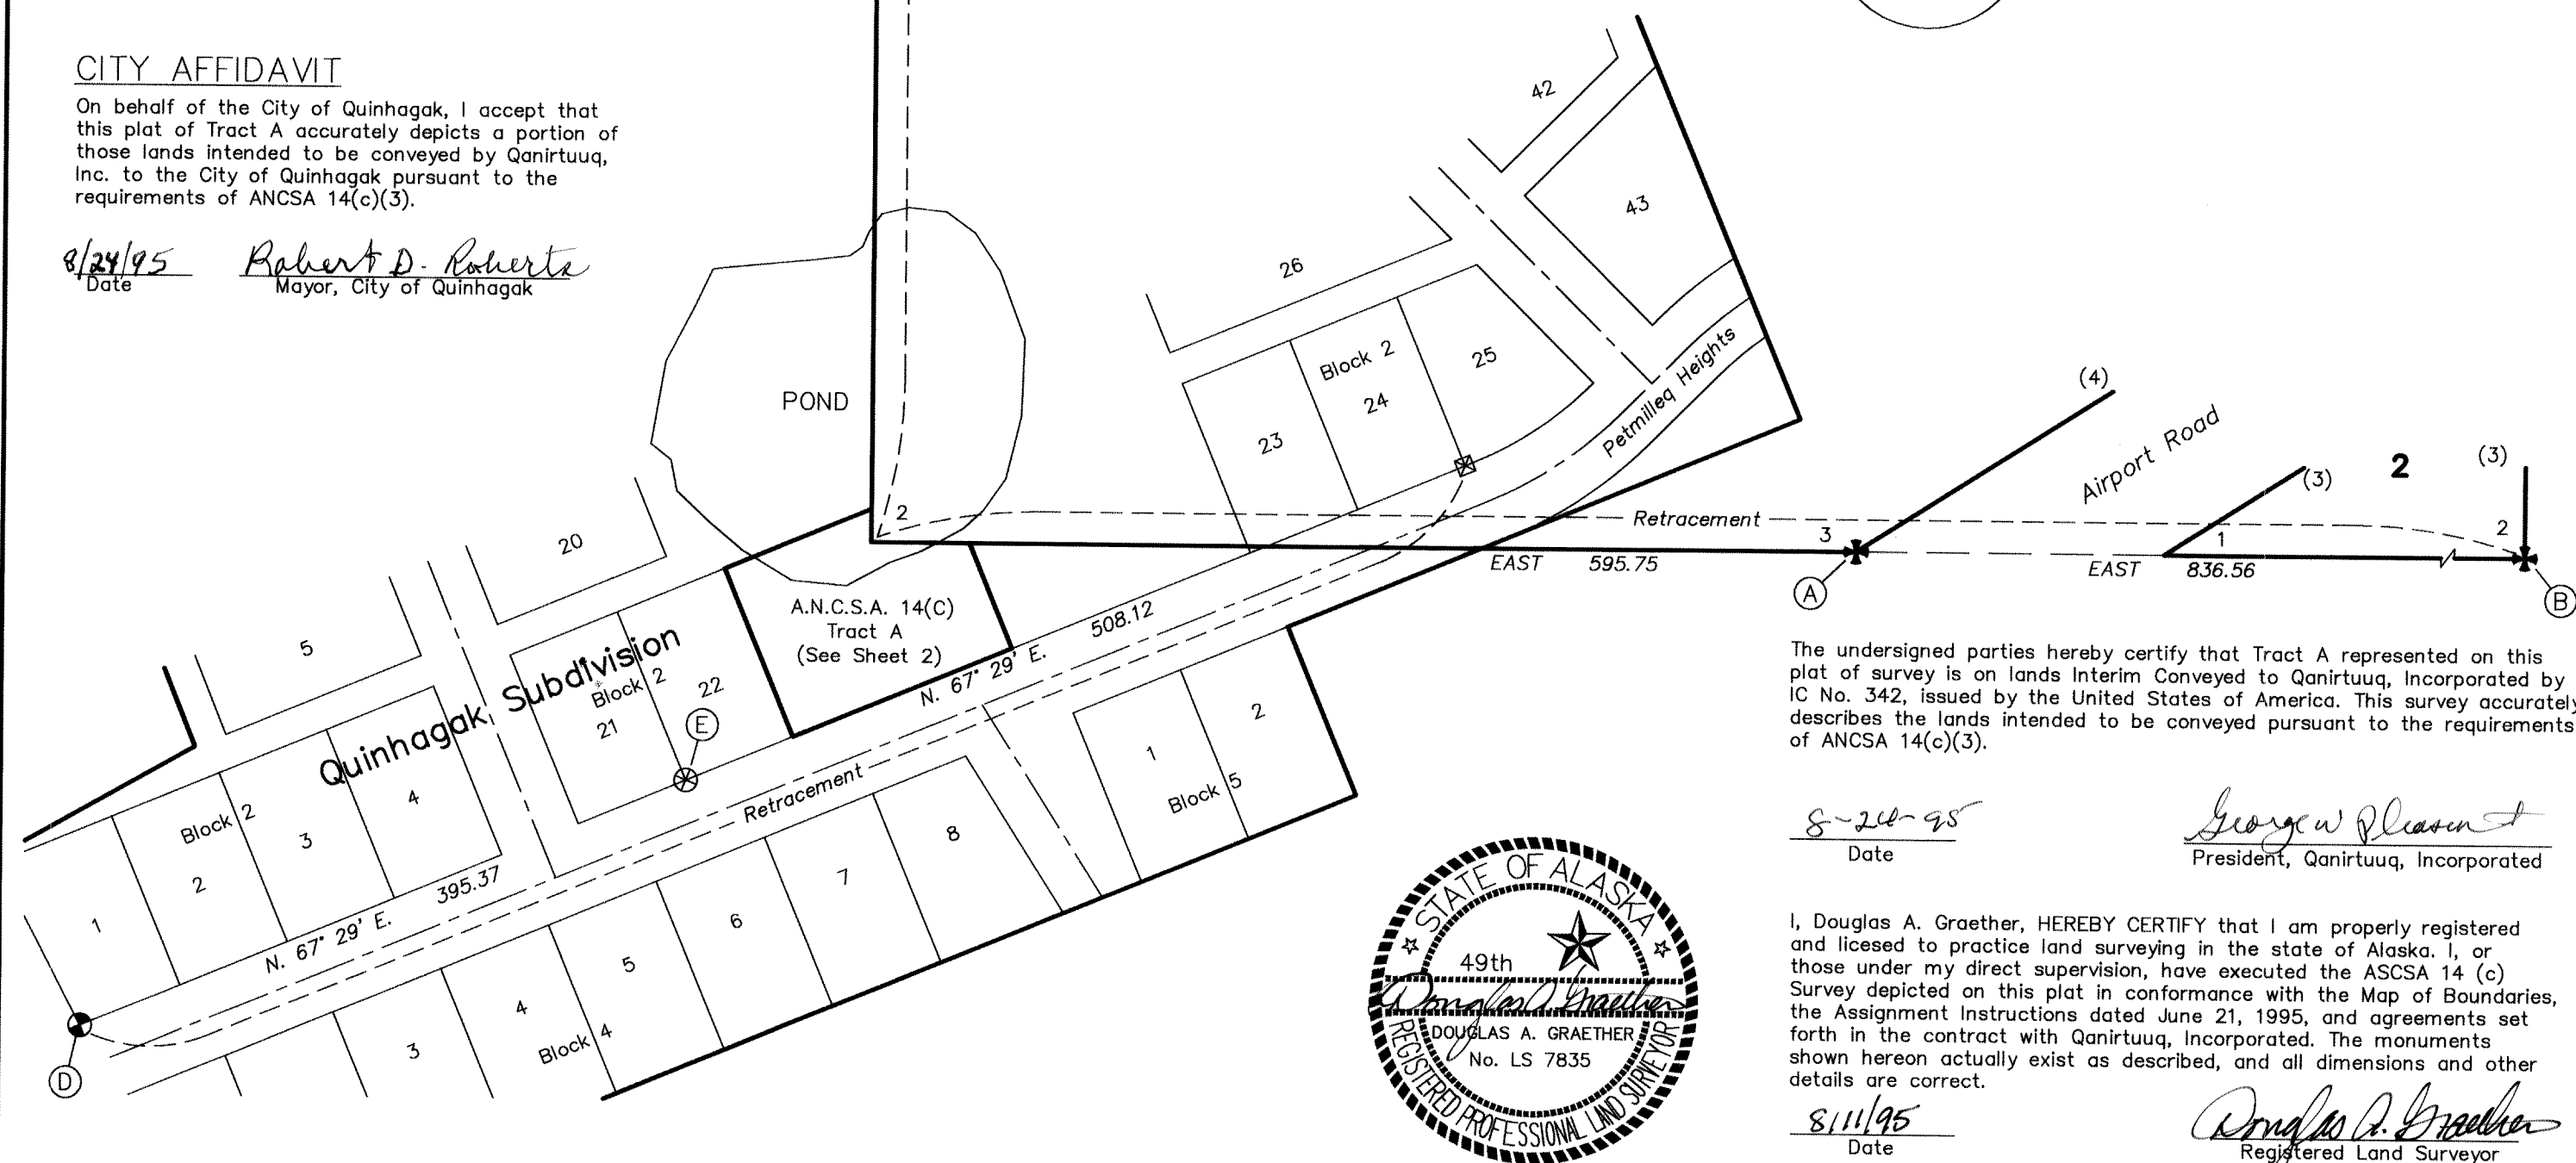 CITY AFFIDAVIT
On behalf of the City of Quinhagak, I accept that
this plat of Tract A accurately depicts a portion of
those lands intended to be conveyed by Qanirtuuq,
Inc. to the City of Quinhagak pursuant to the
requirements of ANCSA 14(c)(3).
8/24/95 Robert D. Roberts
Date Mayor, City of Quinhagak
42
43
26
Block 2
25
24
23
Petmilleq Heights
POND
2
Retracement
3
EAST 595.75
A
(4)
Airport Road
(3)
2
(3)
1
2
EAST 836.56
B
20
5
A.N.C.S.A. 14(C)
Tract A
(See Sheet 2)
N. 67° 29' E.
508.12
Quinhagak Subdivision
Block 2
22
21
E
Retracement
Block 2
4
3
2
1
N. 67° 29' E. 395.37
D
2
1
Block 5
8
7
6
5
4
3
Block 4
The undersigned parties hereby certify that Tract A represented on this
plat of survey is on lands Interim Conveyed to Qanirtuuq, Incorporated by
IC No. 342, issued by the United States of America. This survey accurately
describes the lands intended to be conveyed pursuant to the requirements
of ANCSA 14(c)(3).
George W Pleasant
Date President, Qanirtuuq, Incorporated
STATE OF ALASKA
49th
Douglas A. Graether
DOUGLAS A. GRAETHER
No. LS 7835
REGISTERED PROFESSIONAL LAND SURVEYOR
I, Douglas A. Graether, HEREBY CERTIFY that I am properly registered
and licesed to practice land surveying in the state of Alaska. I, or
those under my direct supervision, have executed the ASCSA 14 (c)
Survey depicted on this plat in conformance with the Map of Boundaries,
the Assignment Instructions dated June 21, 1995, and agreements set
forth in the contract with Qanirtuuq, Incorporated. The monuments
shown hereon actually exist as described, and all dimensions and other
details are correct.
8/11/95 Douglas A. Graether
Date Registered Land Surveyor